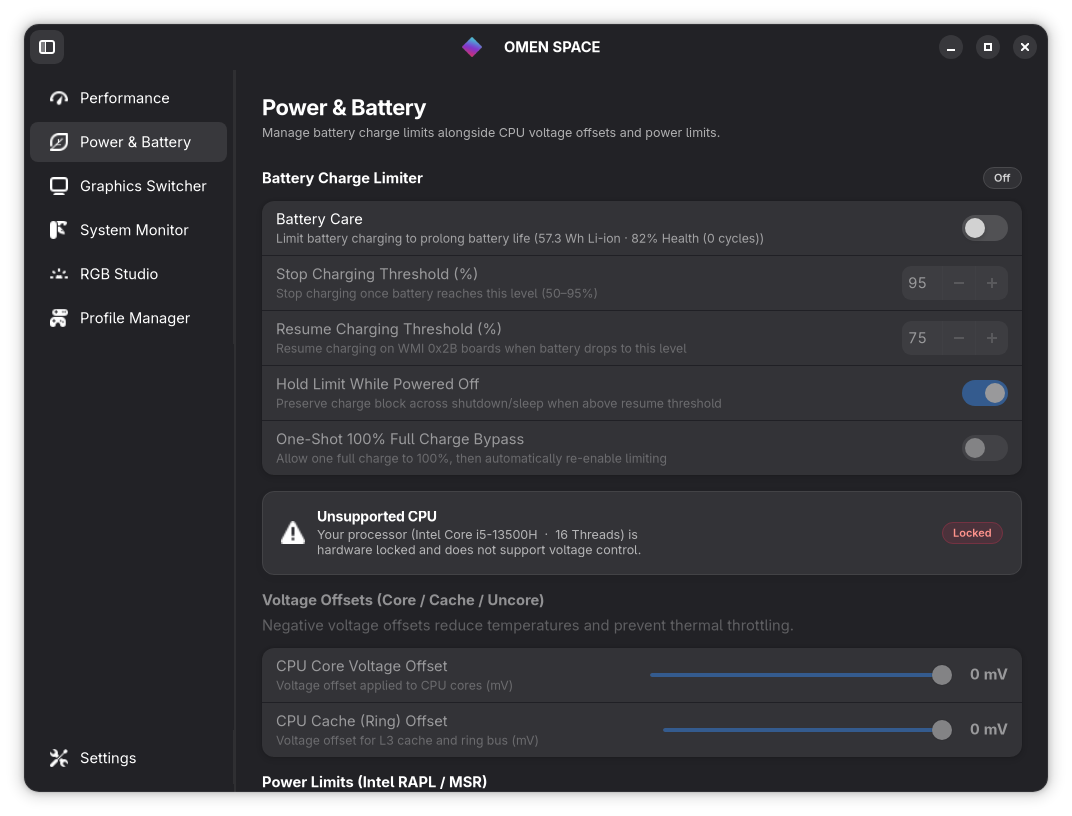 OMEN SPACE
Performance
Power & Battery
Graphics Switcher
System Monitor
RGB Studio
Profile Manager
Settings
Power & Battery
Manage battery charge limits alongside CPU voltage offsets and power limits.
Battery Charge Limiter
Off
Battery Care
Limit battery charging to prolong battery life (57.3 Wh Li-ion · 82% Health (0 cycles))
Stop Charging Threshold (%)
Stop charging once battery reaches this level (50–95%)
95 − +
Resume Charging Threshold (%)
Resume charging on WMI 0x2B boards when battery drops to this level
75 − +
Hold Limit While Powered Off
Preserve charge block across shutdown/sleep when above resume threshold
One-Shot 100% Full Charge Bypass
Allow one full charge to 100%, then automatically re-enable limiting
Unsupported CPU
Your processor (Intel Core i5-13500H · 16 Threads) is
hardware locked and does not support voltage control.
Locked
Voltage Offsets (Core / Cache / Uncore)
Negative voltage offsets reduce temperatures and prevent thermal throttling.
CPU Core Voltage Offset
Voltage offset applied to CPU cores (mV)
0 mV
CPU Cache (Ring) Offset
Voltage offset for L3 cache and ring bus (mV)
0 mV
Power Limits (Intel RAPL / MSR)